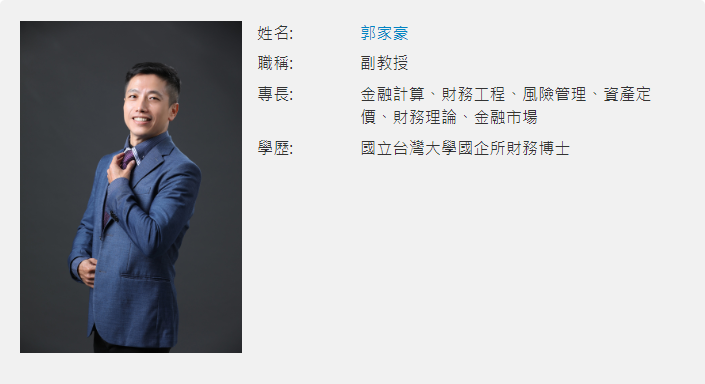 姓名: 郭家豪
職稱: 副教授
專長: 金融計算、財務工程、風險管理、資產定
價、財務理論、金融市場
學歷: 國立台灣大學國企所財務博士